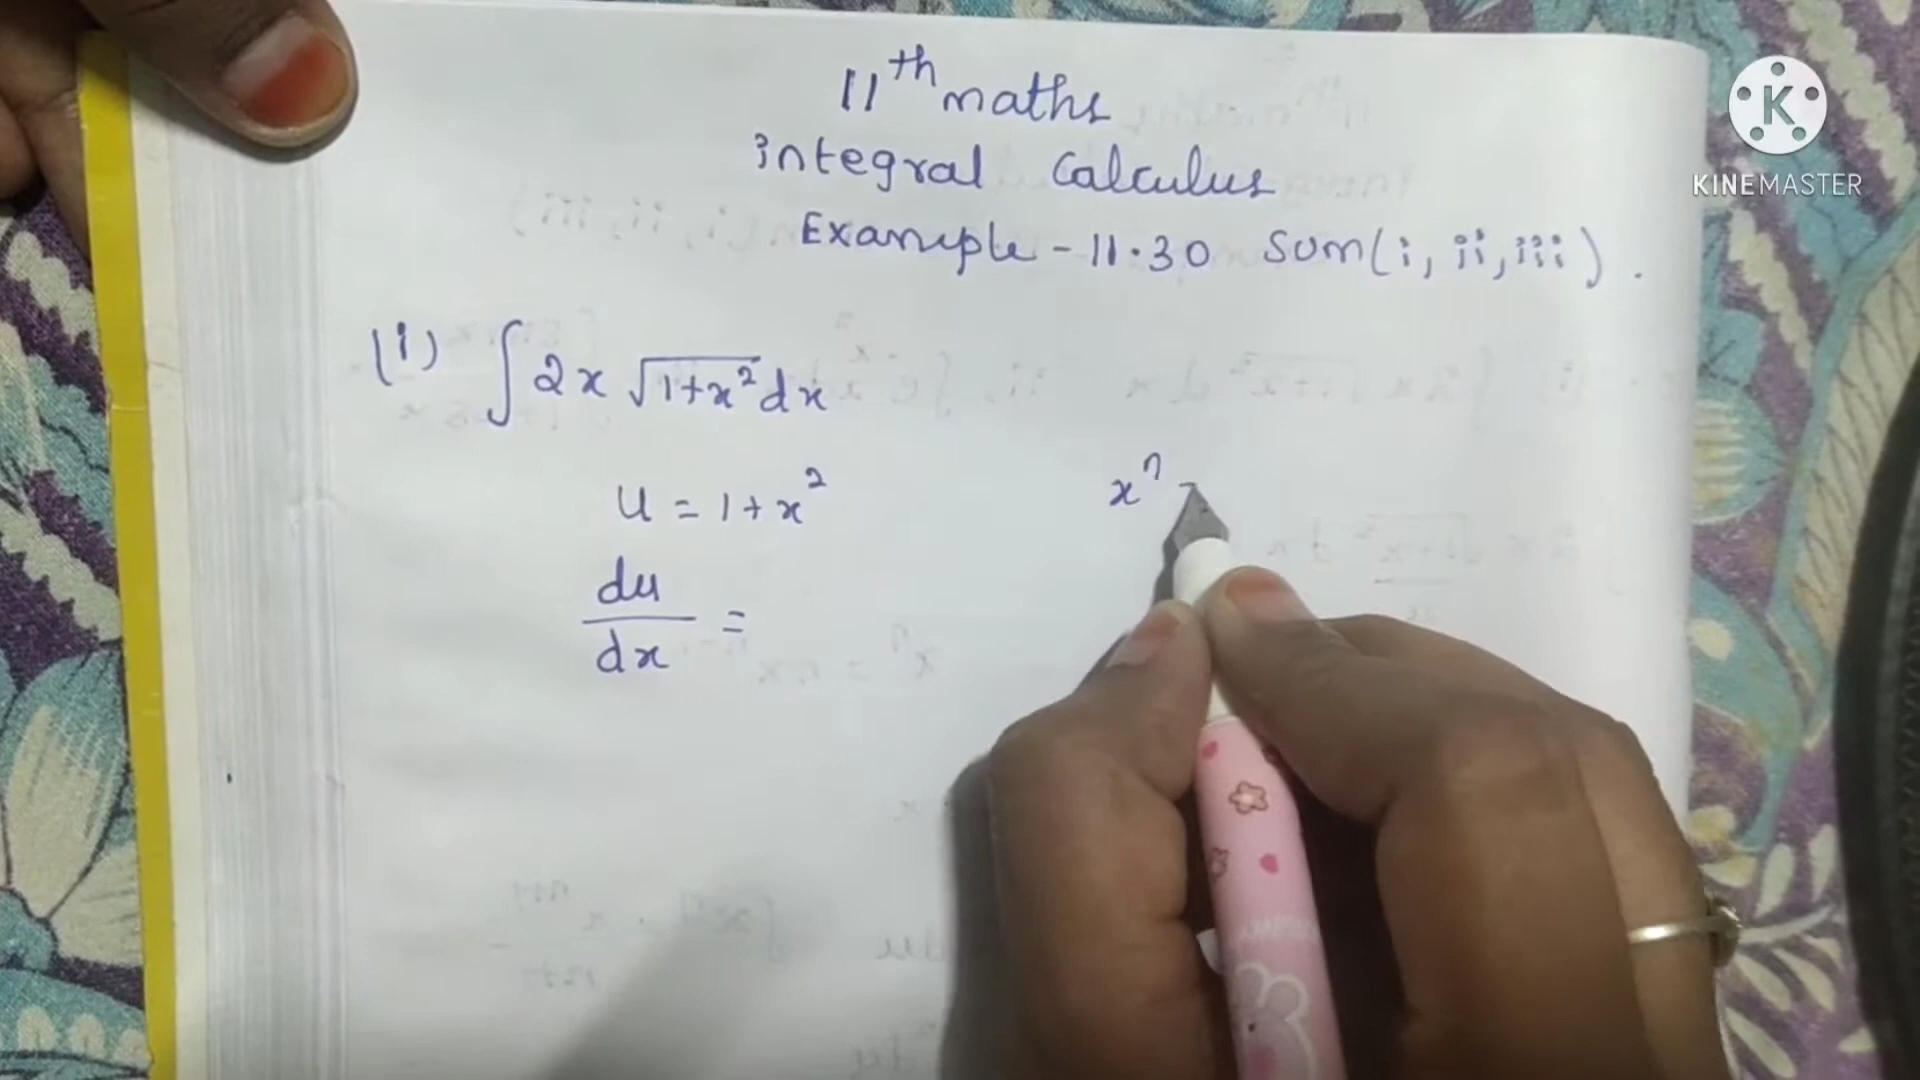 11th maths
integral calculus
Example - 11.30 Sum (i, ii, iii).
(i) ∫ 2x √1+x² dx
u = 1 + x²
xⁿ =
du
dx =
KINEMASTER